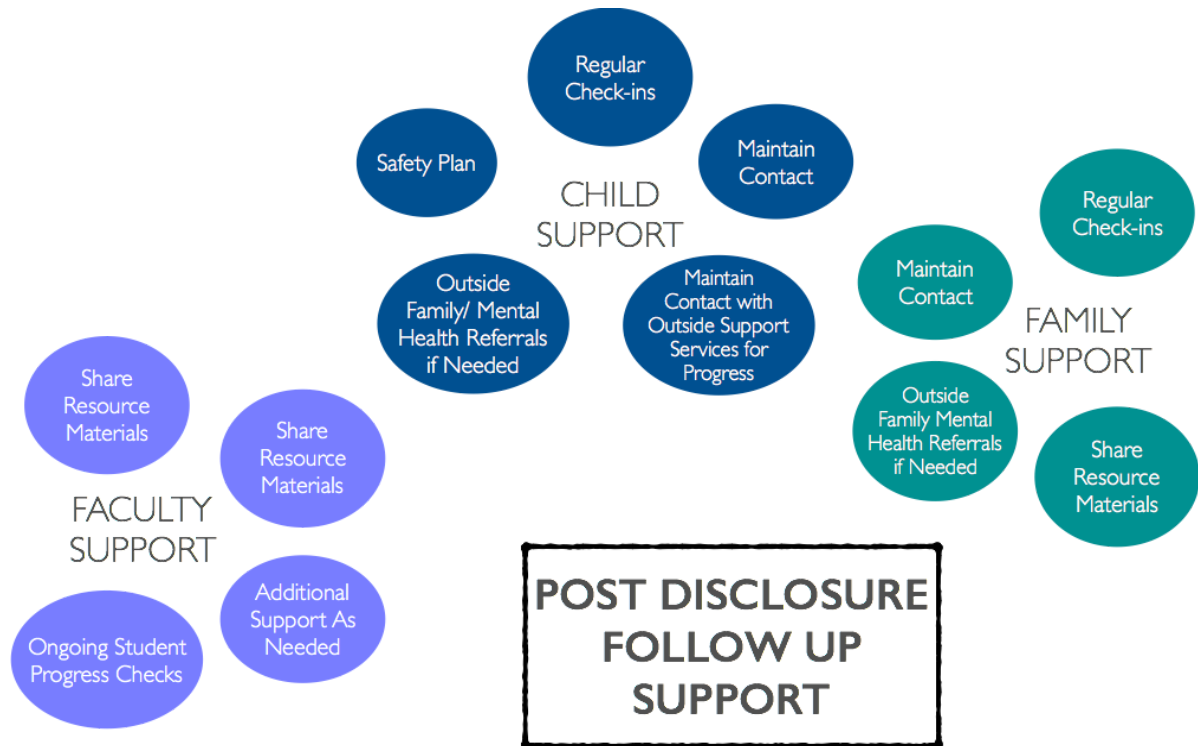 Regular
Check-ins
Safety Plan
Maintain
Contact
CHILD
SUPPORT
Outside
Family/ Mental
Health Referrals
if Needed
Maintain
Contact with
Outside Support
Services for
Progress
Regular
Check-ins
Maintain
Contact
FAMILY
SUPPORT
Outside
Family Mental
Health Referrals
if Needed
Share
Resource
Materials
Share
Resource
Materials
Share
Resource
Materials
FACULTY
SUPPORT
Additional
Support As
Needed
Ongoing Student
Progress Checks
POST DISCLOSURE
FOLLOW UP
SUPPORT